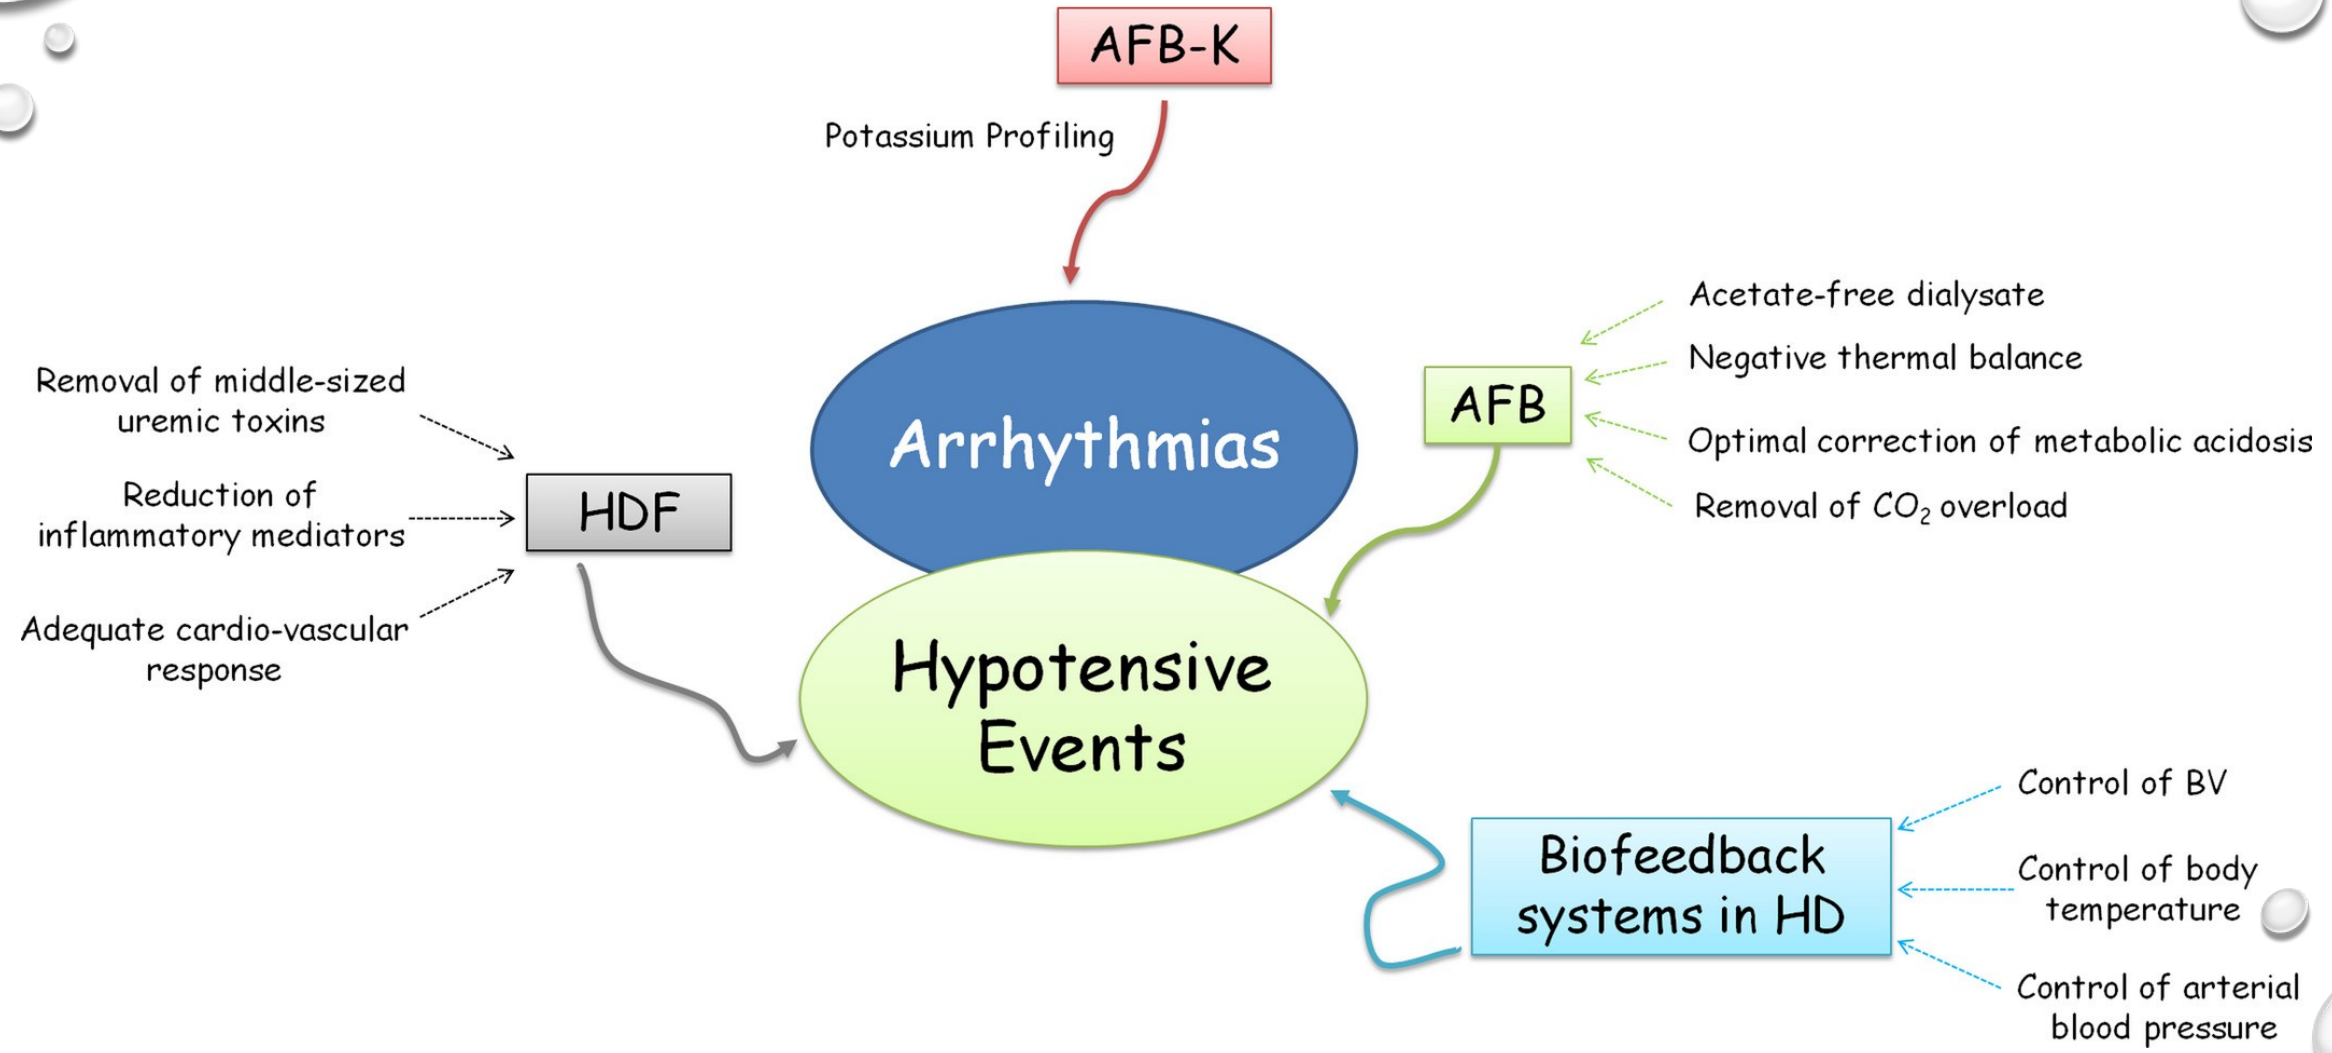 AFB-K
Potassium Profiling
Arrhythmias
Hypotensive
Events
Removal of middle-sized
uremic toxins
Reduction of
inflammatory mediators
Adequate cardio-vascular
response
HDF
AFB
Acetate-free dialysate
Negative thermal balance
Optimal correction of metabolic acidosis
Removal of CO₂ overload
Biofeedback
systems in HD
Control of BV
Control of body
temperature
Control of arterial
blood pressure